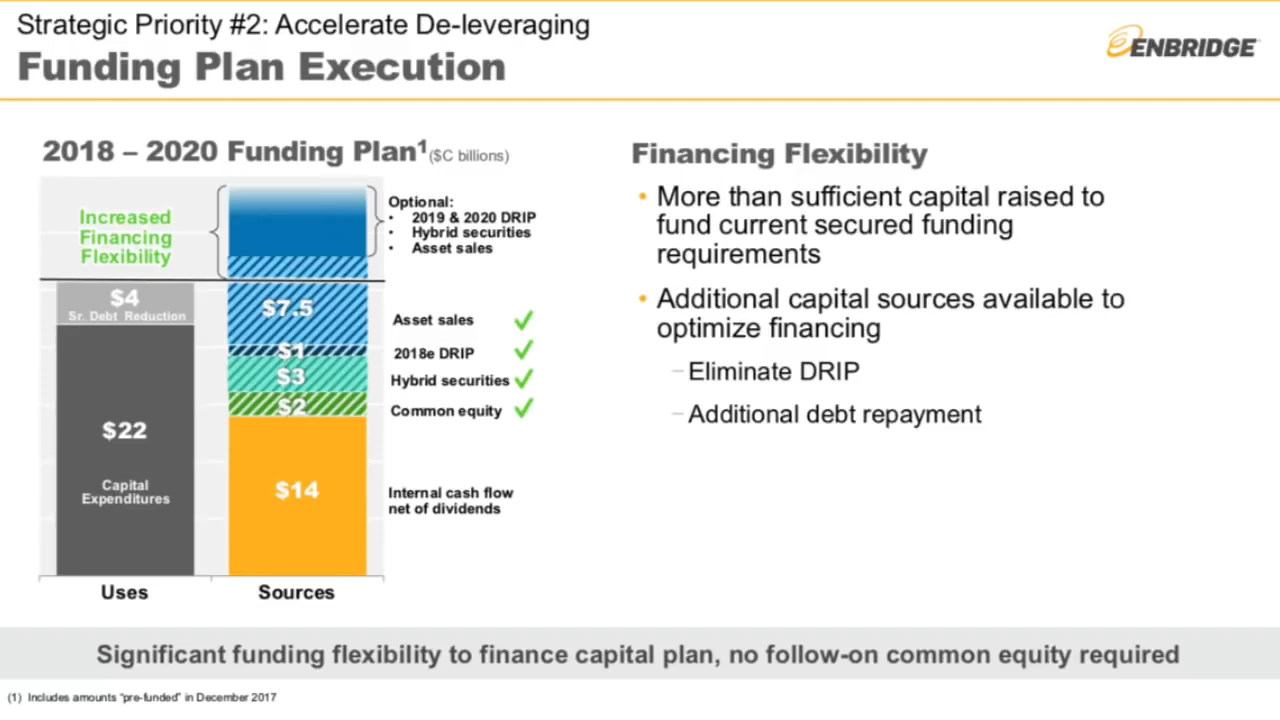 Strategic Priority #2: Accelerate De-leveraging
Funding Plan Execution
ENBRIDGE
2018 – 2020 Funding Plan¹ ($C billions)
Increased
Financing
Flexibility
Optional:
• 2019 & 2020 DRIP
• Hybrid securities
• Asset sales
$4
Sr. Debt Reduction
$22
Capital
Expenditures
$7.5
$1
$3
$2
$14
Asset sales
2018e DRIP
Hybrid securities
Common equity
Internal cash flow
net of dividends
Uses
Sources
Financing Flexibility
• More than sufficient capital raised to
fund current secured funding
requirements
• Additional capital sources available to
optimize financing
– Eliminate DRIP
– Additional debt repayment
Significant funding flexibility to finance capital plan, no follow-on common equity required
(1) Includes amounts "pre-funded" in December 2017